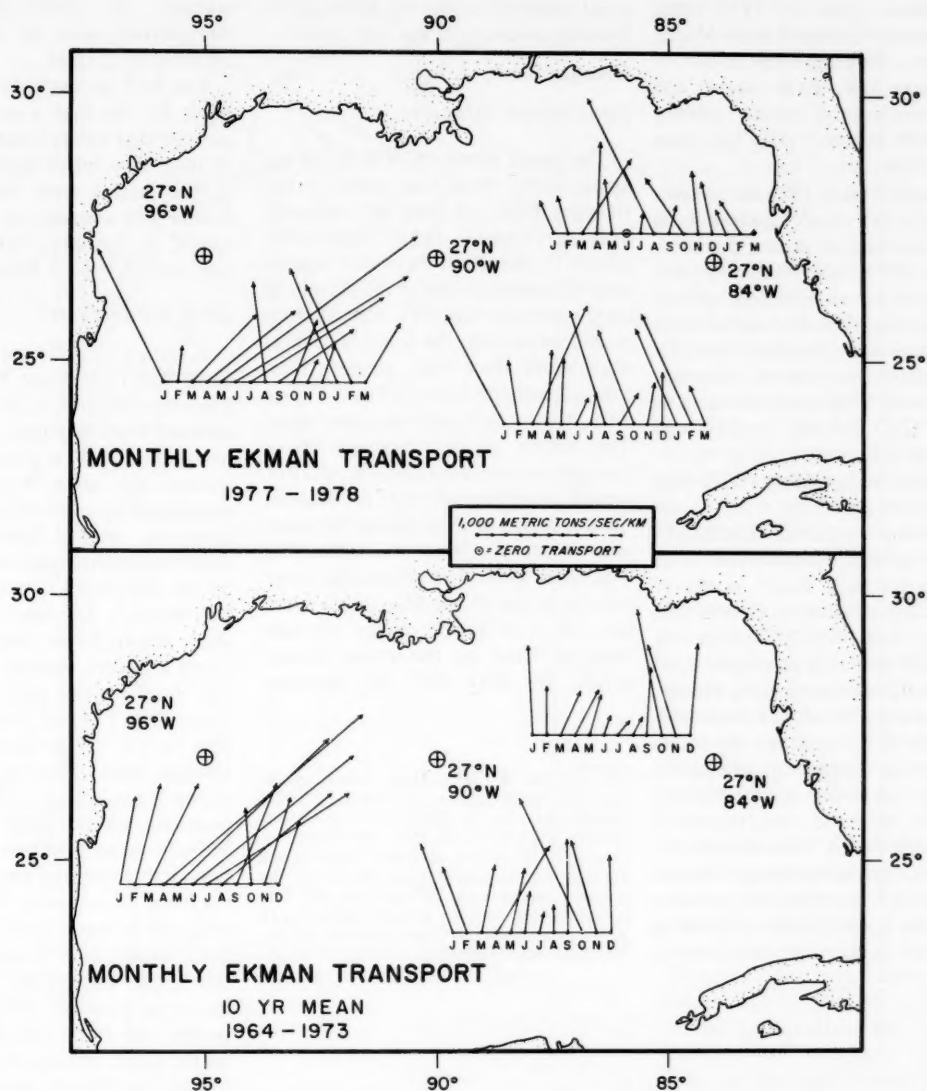 95° 90° 85°
30°
30°
27°N
96°W
27°N
90°W
27°N
84°W
J F M A M J J A S O N D J F M
25°
25°
J F M A M J J A S O N D J F M
J F M A M J J A S O N D J F M
MONTHLY EKMAN TRANSPORT
1977 – 1978
1,000 METRIC TONS/SEC/KM
= ZERO TRANSPORT
30°
30°
27°N
96°W
27°N
90°W
27°N
84°W
J F M A M J J A S O N D
25°
25°
J F M A M J J A S O N D
J F M A M J J A S O N D
MONTHLY EKMAN TRANSPORT
10 YR MEAN
1964 – 1973
95° 90° 85°